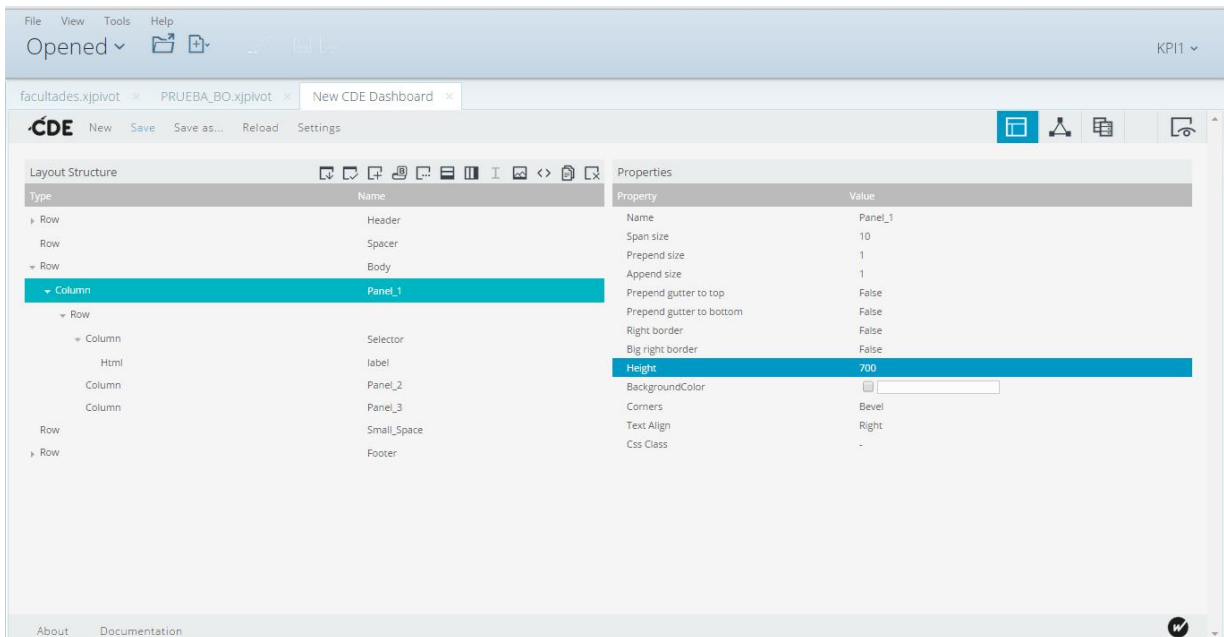 File View Tools Help
Opened
KPI1
facultades.xjpivot × PRUEBA_BO.xjpivot × New CDE Dashboard ×
CDE New Save Save as... Reload Settings
Layout Structure
Type Name
Row Header
Row Spacer
Row Body
Column Panel_1
Row
Column Selector
Html label
Column Panel_2
Column Panel_3
Row Small_Space
Row Footer
Properties
Property Value
Name Panel_1
Span size 10
Prepend size 1
Append size 1
Prepend gutter to top False
Prepend gutter to bottom False
Right border False
Big right border False
Height 700
BackgroundColor
Corners Bevel
Text Align Right
Css Class -
About Documentation